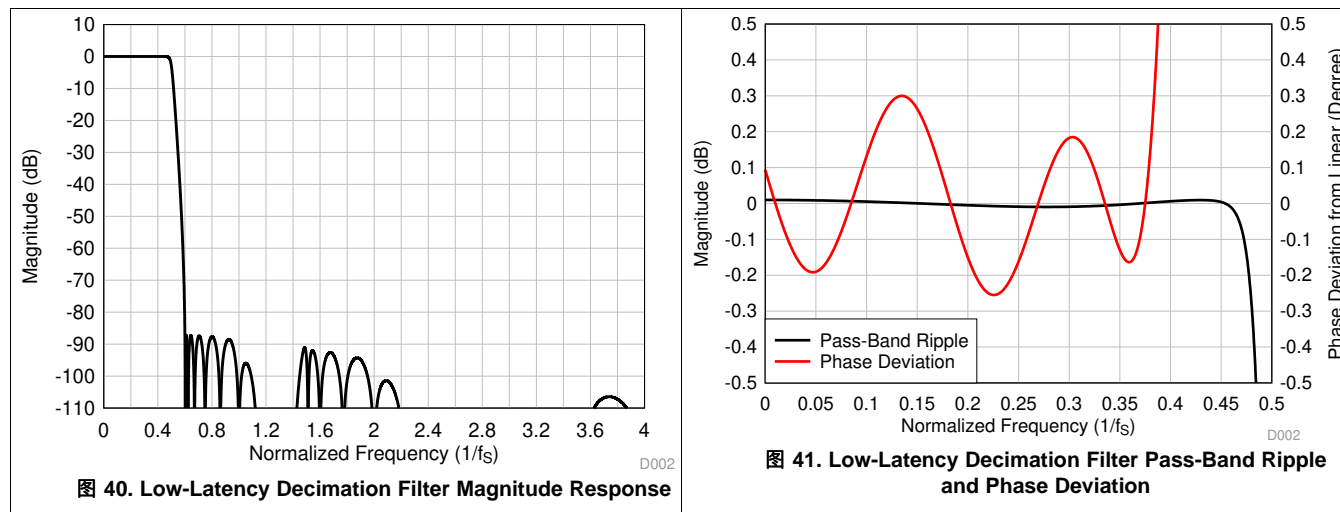 10
0
-10
-20
-30
-40
-50
-60
-70
-80
-90
-100
-110
Magnitude (dB)
0 0.4 0.8 1.2 1.6 2 2.4 2.8 3.2 3.6 4
Normalized Frequency (1/fS)
D002
图 40. Low-Latency Decimation Filter Magnitude Response
0.5
0.4
0.3
0.2
0.1
0
-0.1
-0.2
-0.3
-0.4
-0.5
Magnitude (dB)
0.5
0.4
0.3
0.2
0.1
0
-0.1
-0.2
-0.3
-0.4
-0.5
Phase Deviation from Linear (Degree)
Pass-Band Ripple
Phase Deviation
0 0.05 0.1 0.15 0.2 0.25 0.3 0.35 0.4 0.45 0.5
Normalized Frequency (1/fS)
D002
图 41. Low-Latency Decimation Filter Pass-Band Ripple
and Phase Deviation